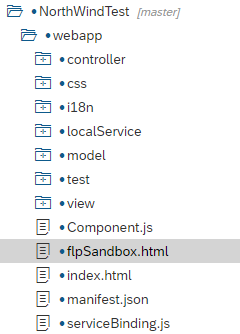 NorthWindTest [master]
webapp
controller
css
i18n
localService
model
test
view
Component.js
flpSandbox.html
index.html
manifest.json
serviceBinding.js